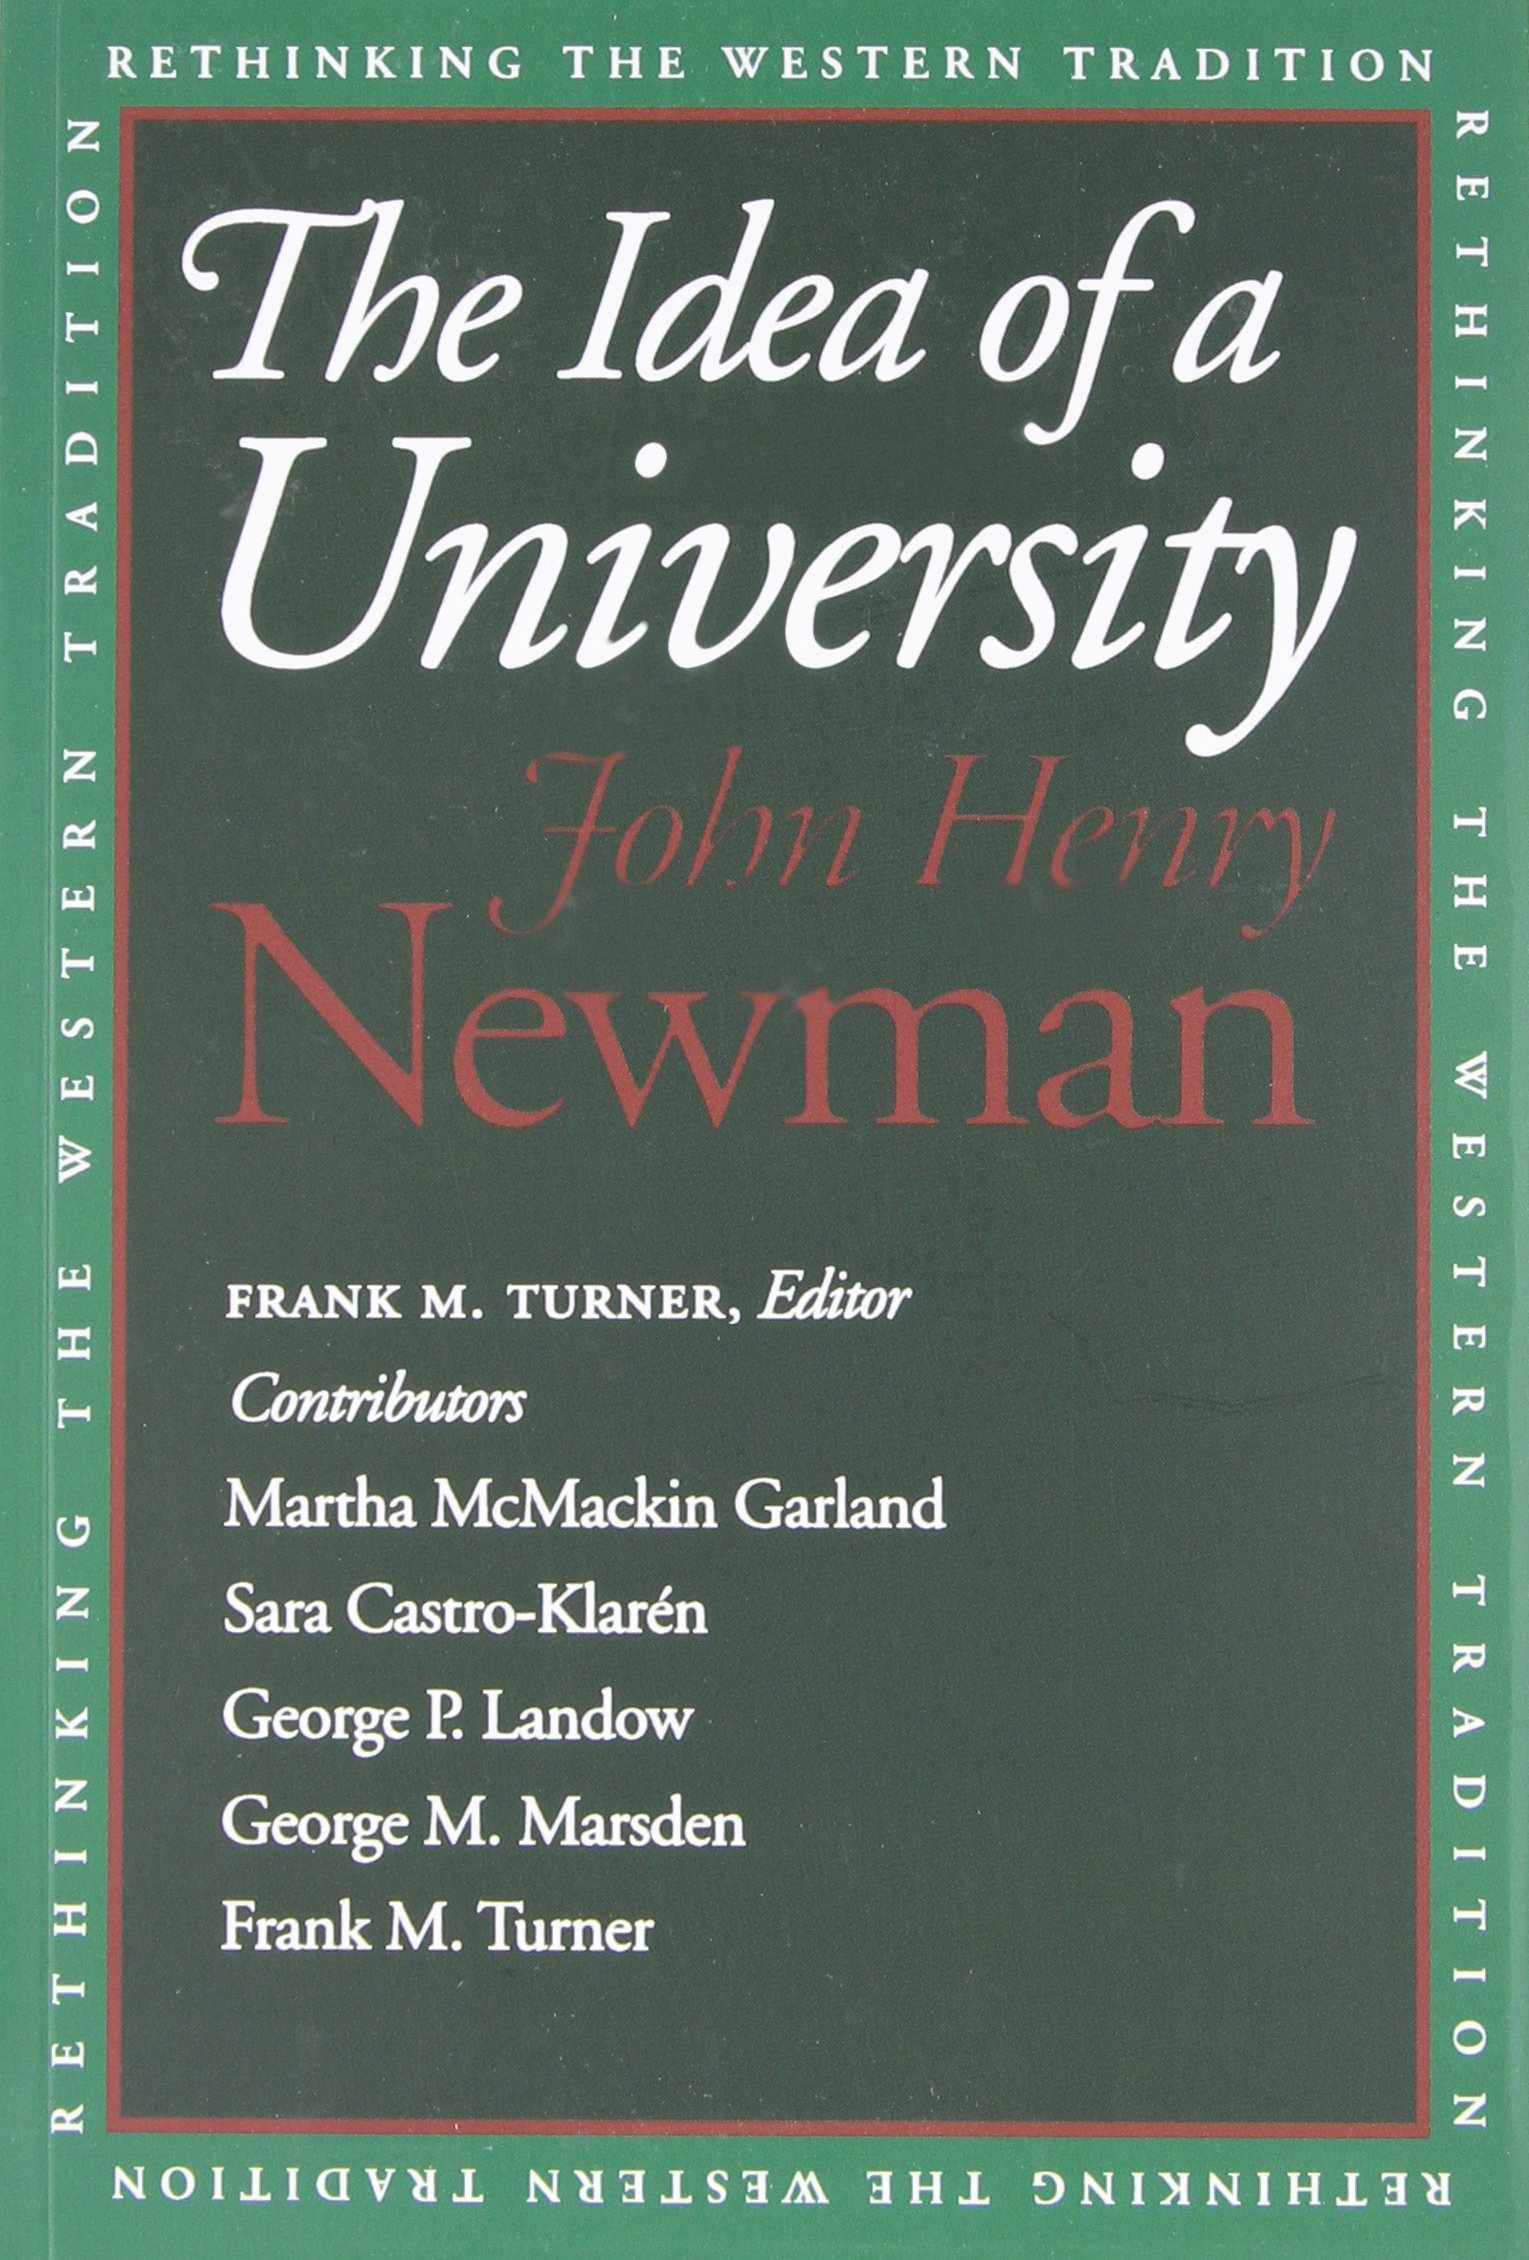 RETHINKING THE WESTERN TRADITION
RETHINKING THE WESTERN TRADITION
The Idea of a
University
John Henry
Newman
FRANK M. TURNER, Editor
Contributors
Martha McMackin Garland
Sara Castro-Klarén
George P. Landow
George M. Marsden
Frank M. Turner
RETHINKING THE WESTERN TRADITION
RETHINKING THE WESTERN TRADITION